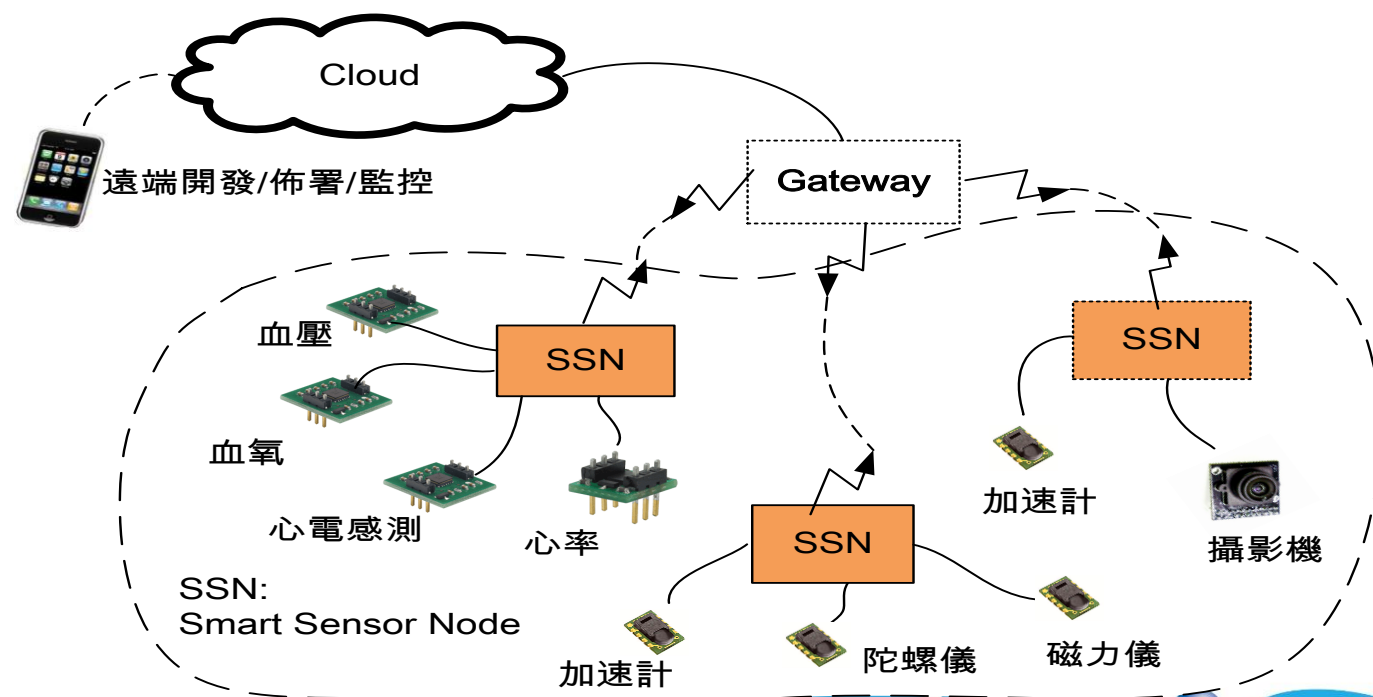 Cloud
遠端開發/佈署/監控
Gateway
血壓
SSN
SSN
血氧
加速計
心電感測
心率
SSN
攝影機
SSN:
Smart Sensor Node
加速計
陀螺儀
磁力儀